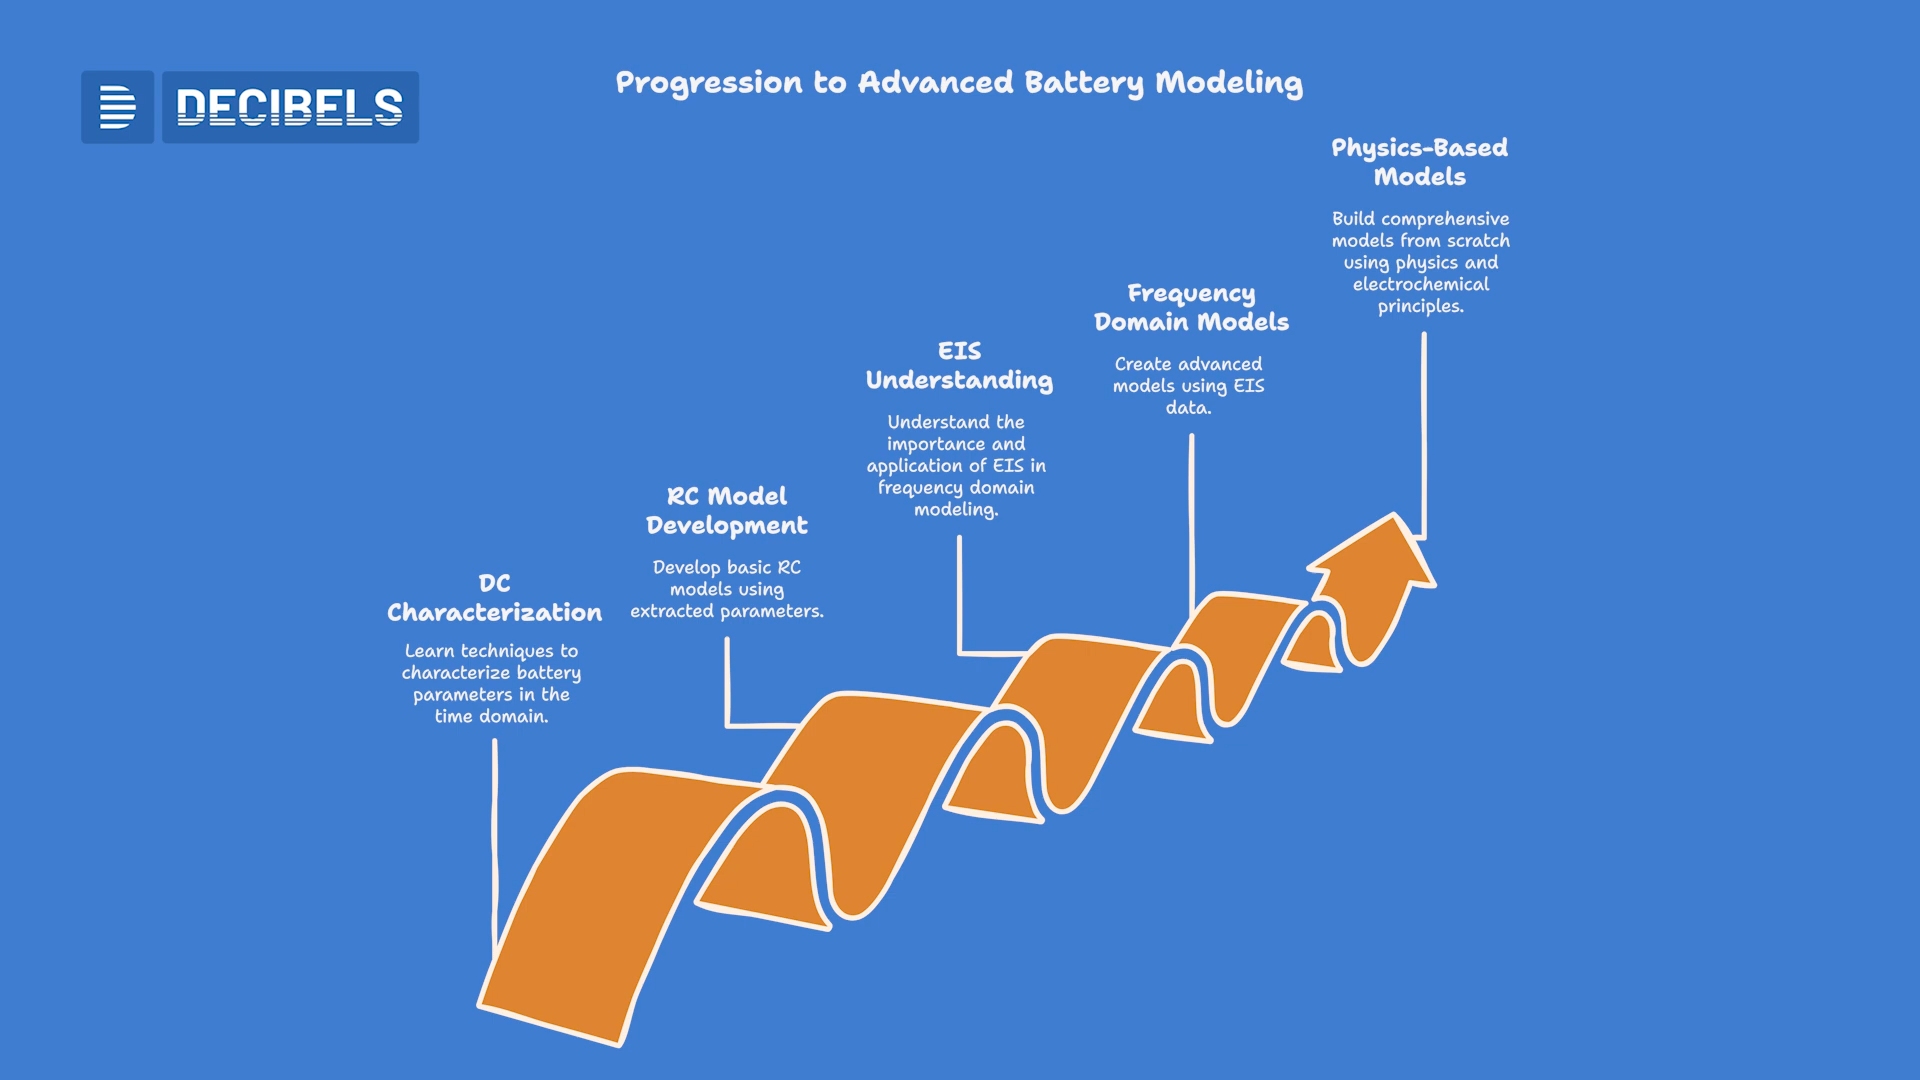 DECIBELS
Progression to Advanced Battery Modeling
Physics-Based
Models
Build comprehensive
models from scratch
using physics and
electrochemical
principles.
Frequency
Domain Models
Create advanced
models using EIS
data.
EIS
Understanding
Understand the
importance and
application of EIS in
frequency domain
modeling.
RC Model
Development
Develop basic RC
models using
extracted parameters.
DC
Characterization
Learn techniques to
characterize battery
parameters in the
time domain.